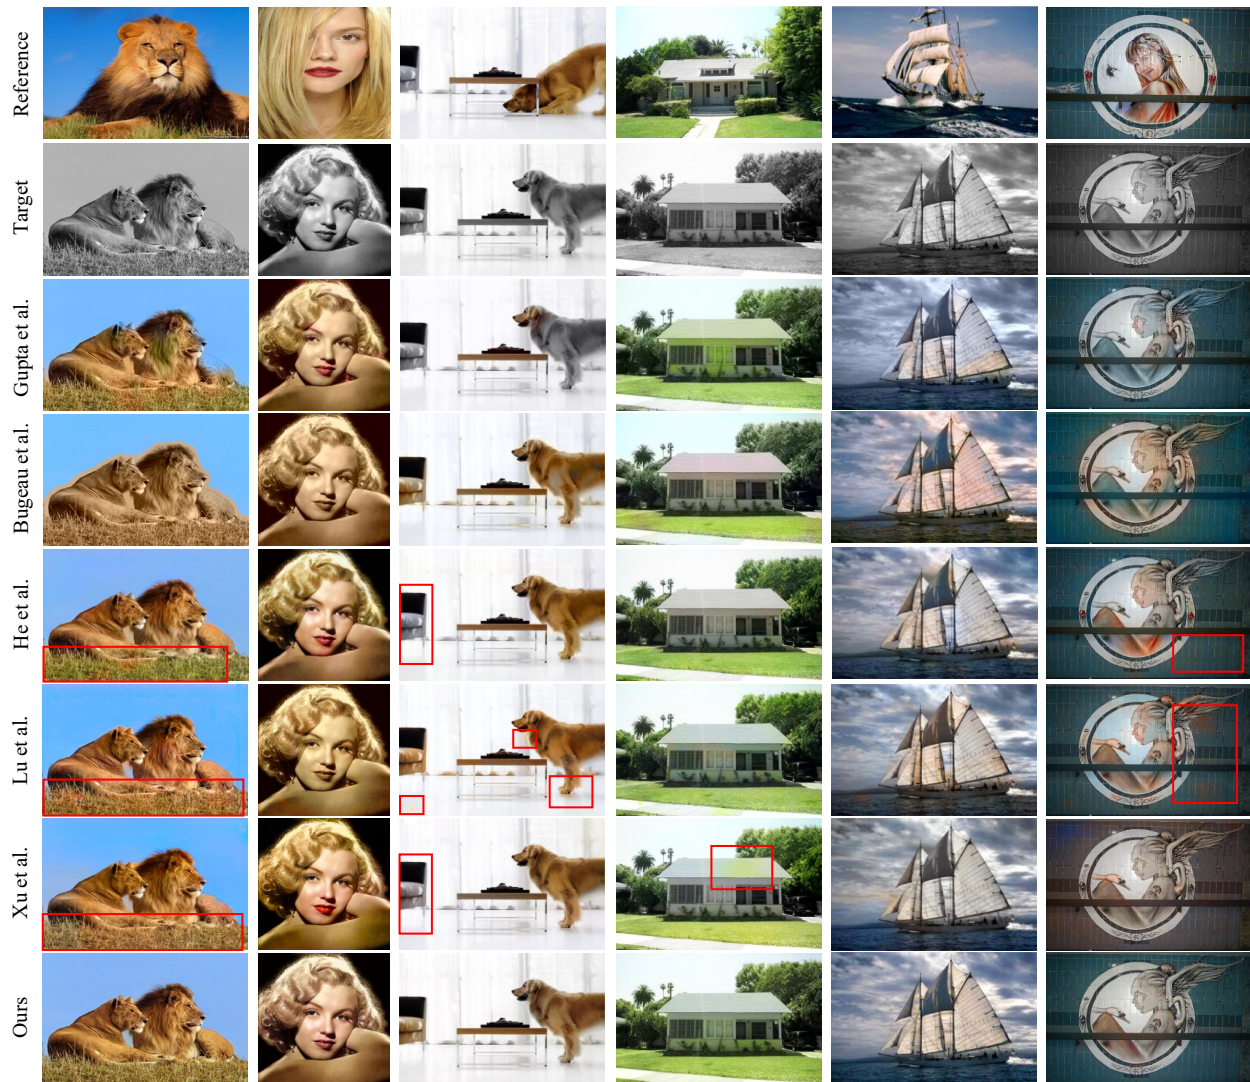 Reference
Target
Gupta et al.
Bugeau et al.
He et al.
Lu et al.
Xu et al.
Ours